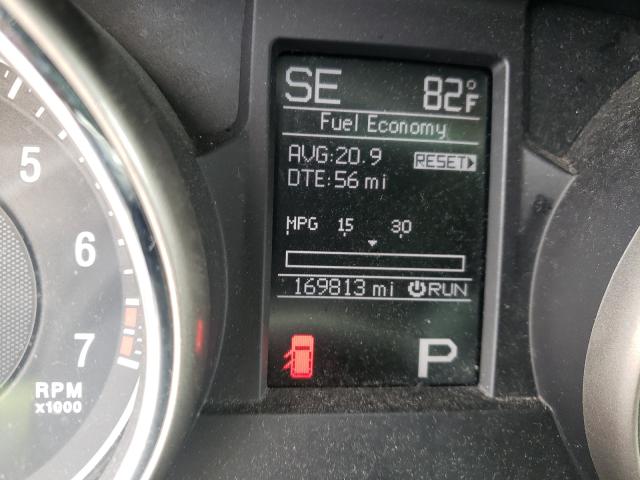 SE 82°F
Fuel Economy
AVG:20.9 RESET
DTE:56 mi
MPG 15 30
169813 mi RUN
P
5
6
7
RPM
x1000